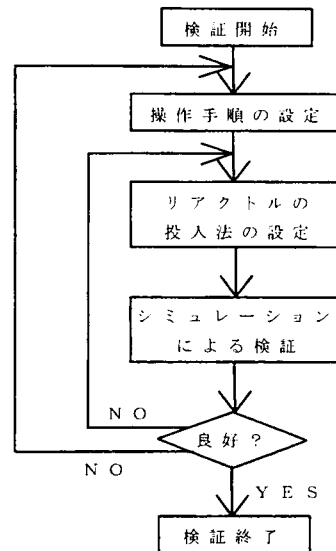 検証開始
操作手順の設定
リアクトルの
投入法の設定
シミュレーション
による検証
NO
良好？
NO
YES
検証終了